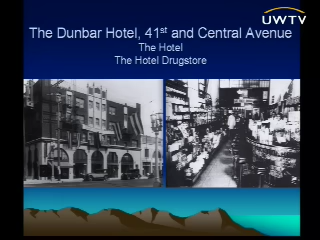 UWTV
The Dunbar Hotel, 41st and Central Avenue
The Hotel
The Hotel Drugstore